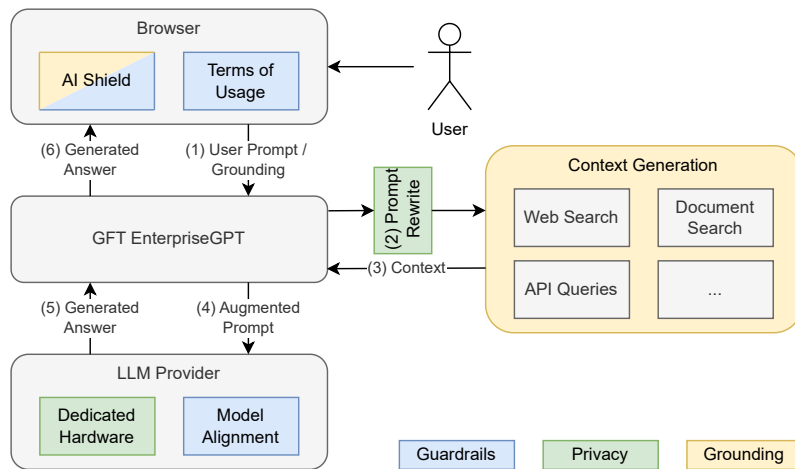 Browser
AI Shield
Terms of
Usage
User
(6) Generated
Answer
(1) User Prompt /
Grounding
GFT EnterpriseGPT
(2) Prompt
Rewrite
(3) Context
Context Generation
Web Search
Document
Search
API Queries
...
(5) Generated
Answer
(4) Augmented
Prompt
LLM Provider
Dedicated
Hardware
Model
Alignment
Guardrails
Privacy
Grounding